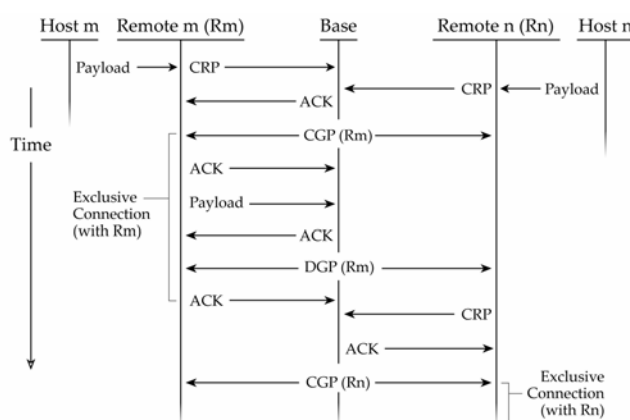 Host m Remote m (Rm) Base Remote n (Rn) Host n
Payload CRP
CRP Payload
ACK
Time
CGP (Rm)
ACK
Exclusive
Connection
(with Rm)
Payload
ACK
DGP (Rm)
ACK
CRP
ACK
CGP (Rn)
Exclusive
Connection
(with Rn)